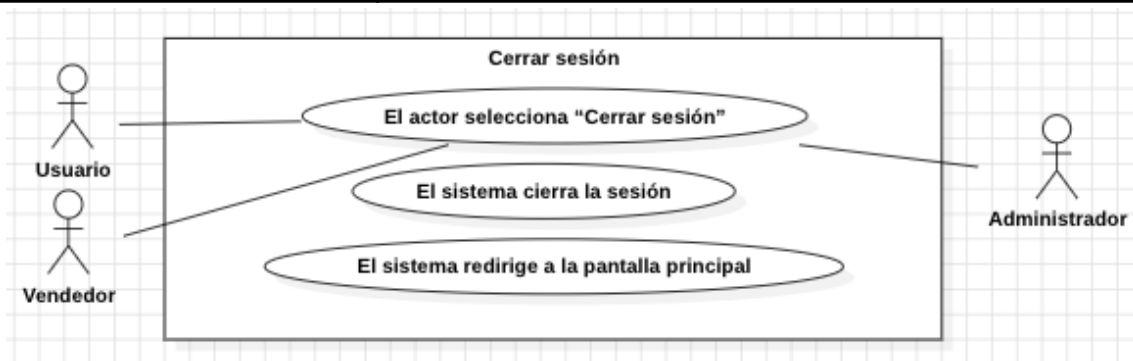 Cerrar sesión
El actor selecciona “Cerrar sesión”
Usuario
El sistema cierra la sesión
Administrador
El sistema redirige a la pantalla principal
Vendedor